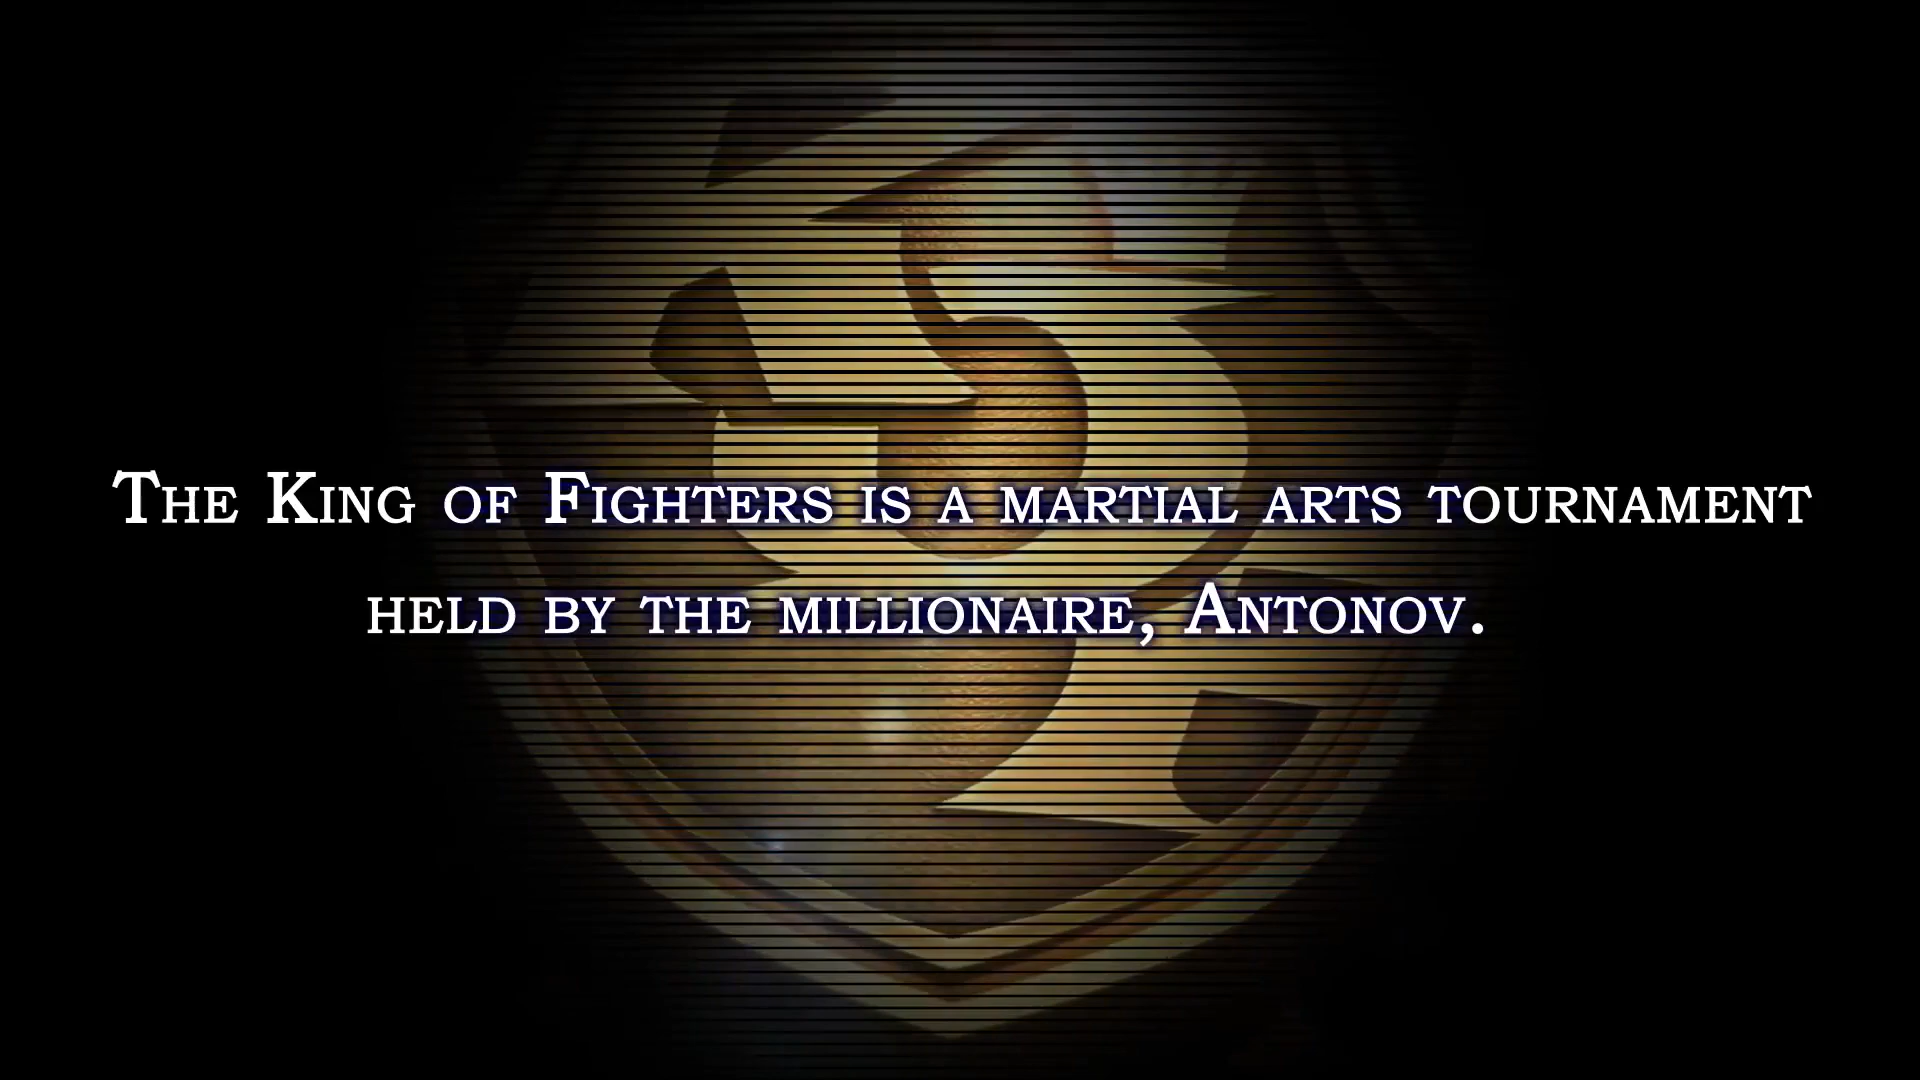 The King of Fighters is a martial arts tournament
held by the millionaire, Antonov.